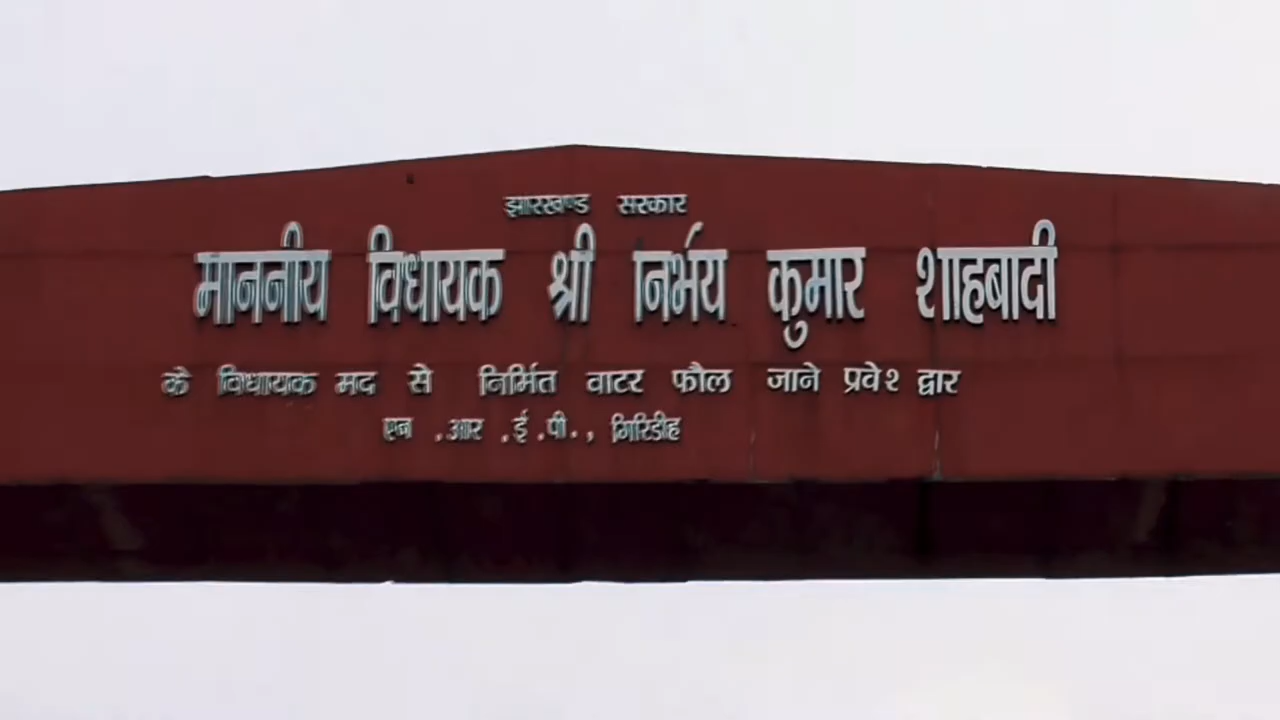 झारखण्ड सरकार
माननीय विधायक श्री निर्भय कुमार शाहबादी
के विधायक मद से निर्मित वाटर फौल जाने प्रवेश द्वार
एन .आर .ई .पी. , गिरिडीह